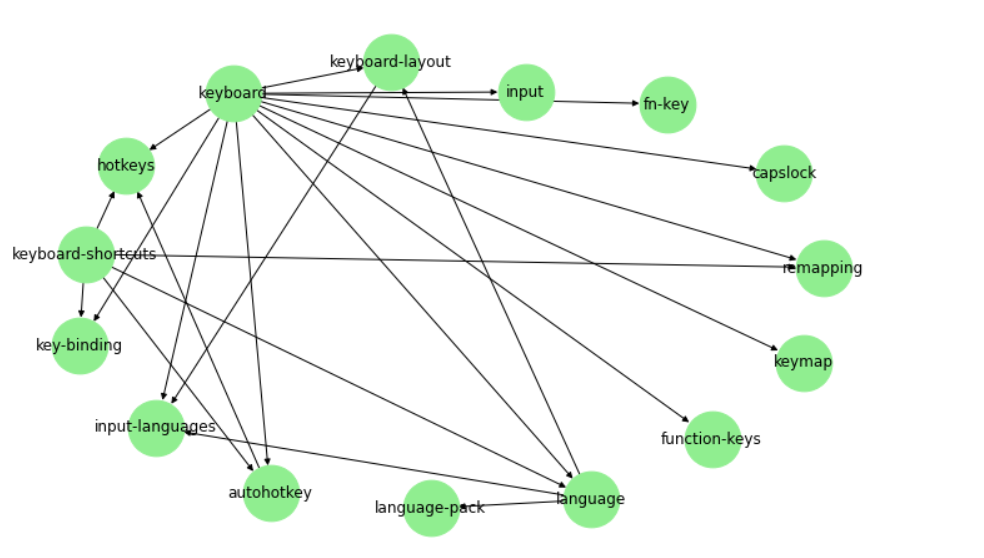 keyboard-layout
keyboard
input
fn-key
hotkeys
capslock
keyboard-shortcuts
remapping
key-binding
keymap
input-languages
function-keys
autohotkey
language
language-pack